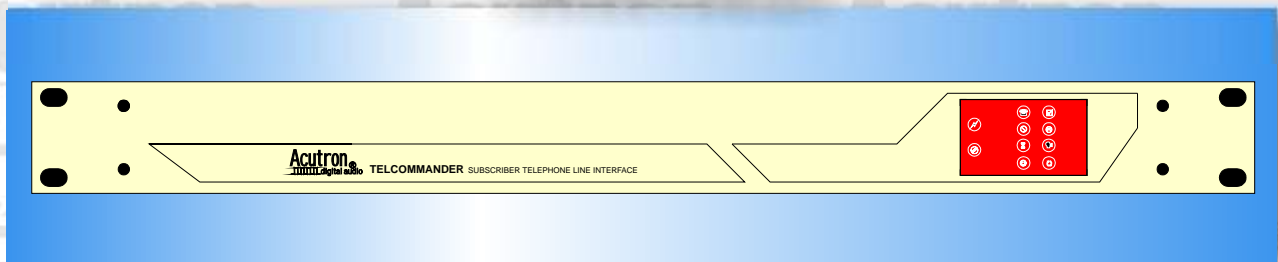 Acutron®
digital audio
TELCOMMANDER SUBSCRIBER TELEPHONE LINE INTERFACE